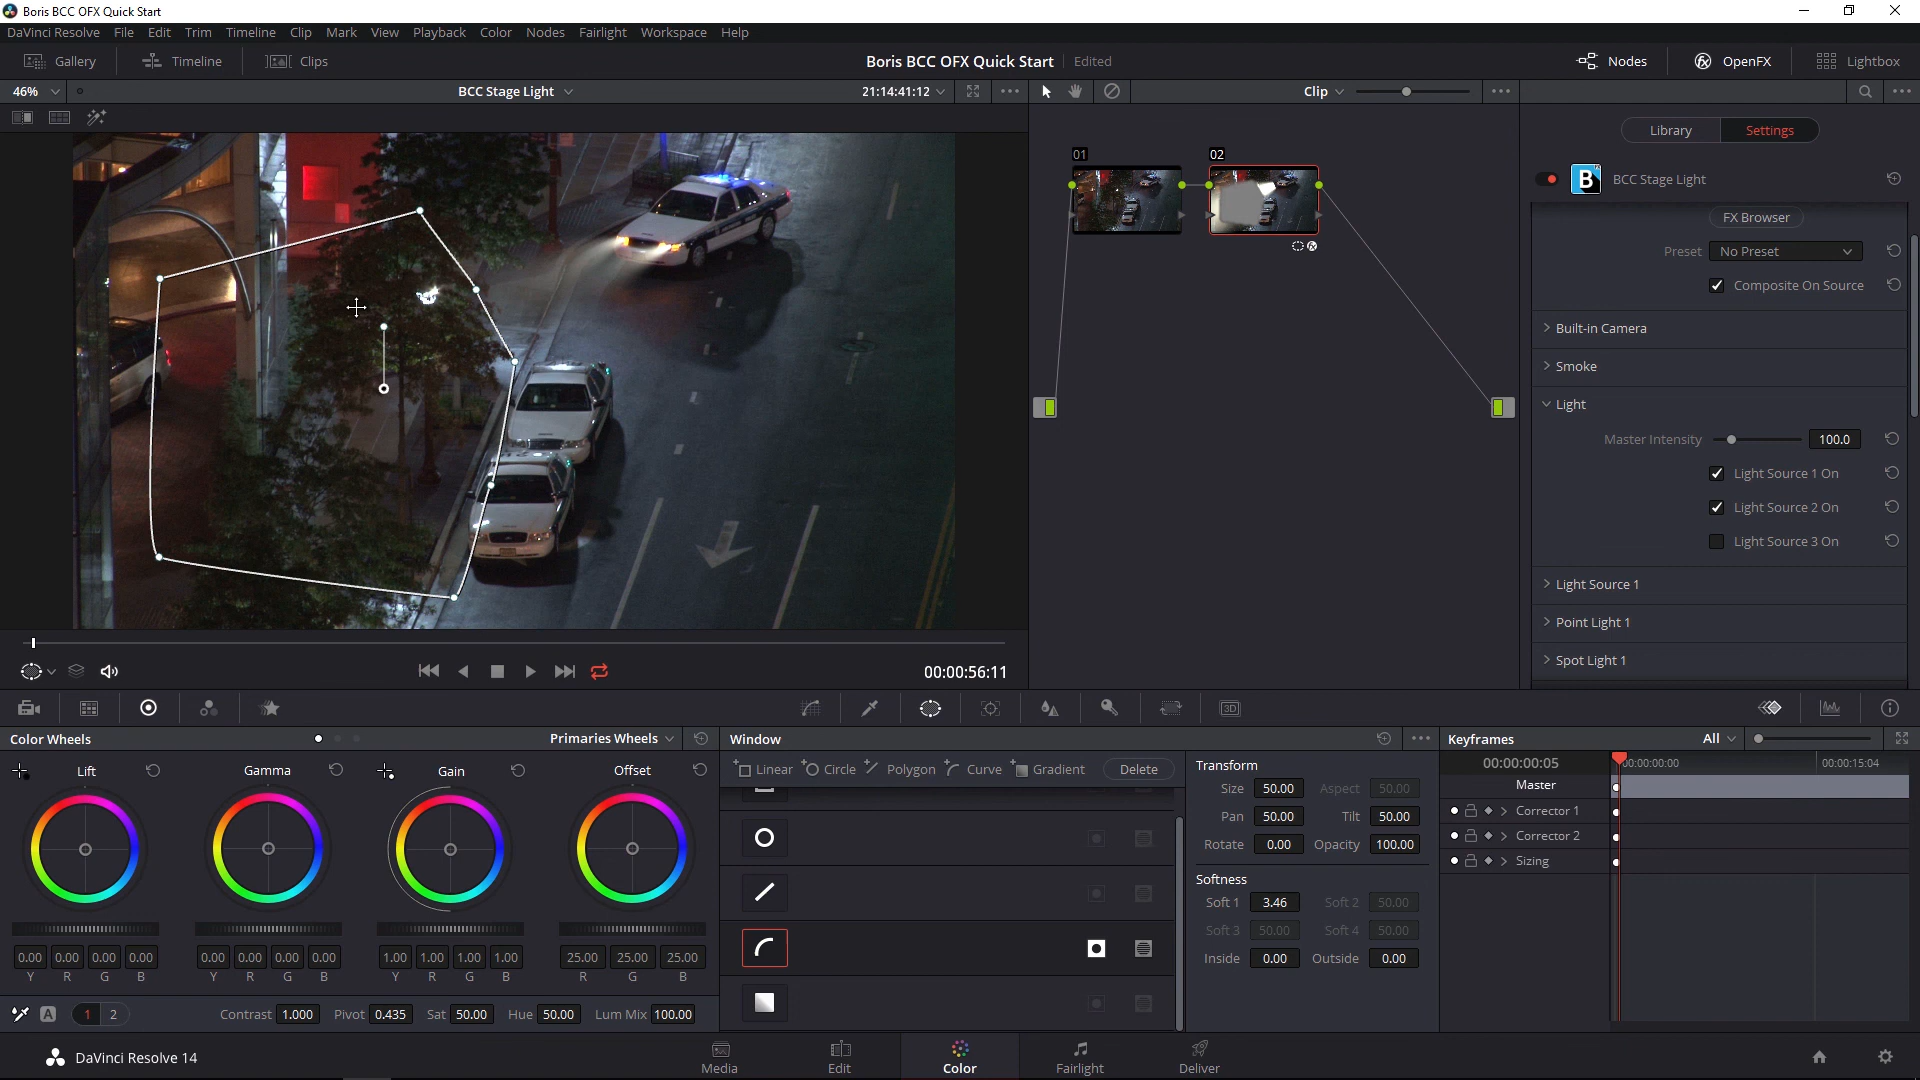 Boris BCC OFX Quick Start
DaVinci Resolve File Edit Trim Timeline Clip Mark View Playback Color Nodes Fairlight Workspace Help
Gallery Timeline Clips Boris BCC OFX Quick Start Edited Nodes OpenFX Lightbox
46% BCC Stage Light 21:14:41:12 Clip
Library Settings
01 02
B BCC Stage Light
FX Browser
Preset No Preset
Composite On Source
Built-in Camera
Smoke
Light
Master Intensity 100.0
Light Source 1 On
Light Source 2 On
Light Source 3 On
Light Source 1
Point Light 1
Spot Light 1
00:00:56:11
3D
Color Wheels Primaries Wheels Window Keyframes All
Lift Gamma Gain Offset
Linear Circle Polygon Curve Gradient Delete
Transform
Size 50.00 Aspect 50.00
Pan 50.00 Tilt 50.00
Rotate 0.00 Opacity 100.00
Softness
Soft 1 3.46 Soft 2 50.00
Soft 3 50.00 Soft 4 50.00
Inside 0.00 Outside 0.00
00:00:00:05 00:00:00:00 00:00:15:04
Master
Corrector 1
Corrector 2
Sizing
0.00 0.00 0.00 0.00 0.00 0.00 0.00 0.00 1.00 1.00 1.00 1.00 25.00 25.00 25.00
Y R G B Y R G B Y R G B R G B
A 1 2 Contrast 1.000 Pivot 0.435 Sat 50.00 Hue 50.00 Lum Mix 100.00
DaVinci Resolve 14 Media Edit Color Fairlight Deliver